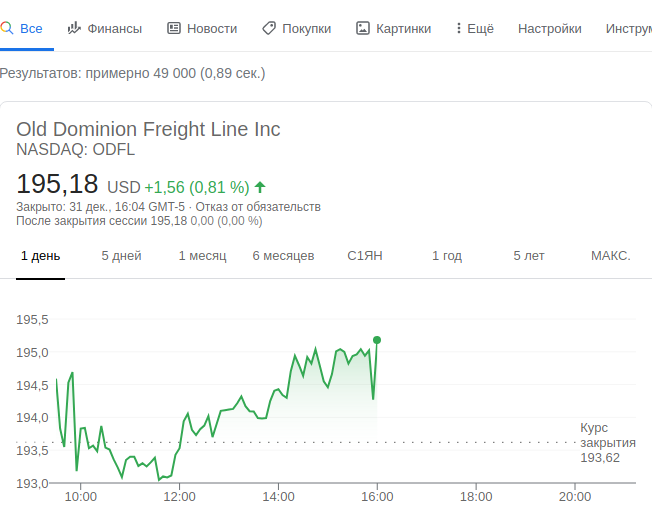 Все Финансы Новости Покупки Картинки Ещё Настройки Инструм
Результатов: примерно 49 000 (0,89 сек.)
Old Dominion Freight Line Inc
NASDAQ: ODFL
195,18 USD +1,56 (0,81 %)
Закрыто: 31 дек., 16:04 GMT-5 · Отказ от обязательств
После закрытия сессии 195,18 0,00 (0,00 %)
1 день 5 дней 1 месяц 6 месяцев С1ЯН 1 год 5 лет МАКС.
195,5
195,0
194,5
194,0
193,5
193,0
Курс
закрытия
193,62
10:00 12:00 14:00 16:00 18:00 20:00